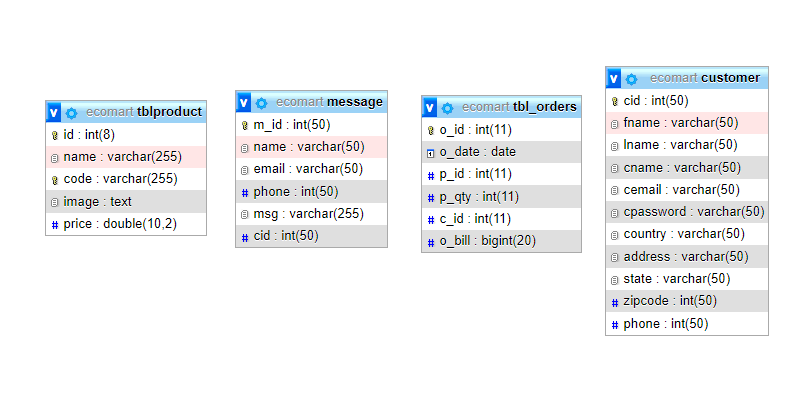 v ecomart tblproduct
id : int(8)
name : varchar(255)
code : varchar(255)
image : text
# price : double(10,2)
v ecomart message
m_id : int(50)
name : varchar(50)
email : varchar(50)
# phone : int(50)
msg : varchar(255)
# cid : int(50)
v ecomart tbl_orders
o_id : int(11)
o_date : date
# p_id : int(11)
# p_qty : int(11)
# c_id : int(11)
# o_bill : bigint(20)
v ecomart customer
cid : int(50)
fname : varchar(50)
lname : varchar(50)
cname : varchar(50)
cemail : varchar(50)
cpassword : varchar(50)
country : varchar(50)
address : varchar(50)
state : varchar(50)
# zipcode : int(50)
# phone : int(50)